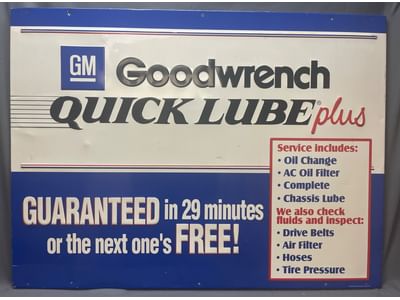 GM
Goodwrench
QUICK LUBE plus
GUARANTEED in 29 minutes
or the next one's FREE!
Service includes:
• Oil Change
• AC Oil Filter
• Complete
• Chassis Lube
We also check
fluids and inspect:
• Drive Belts
• Air Filter
• Hoses
• Tire Pressure